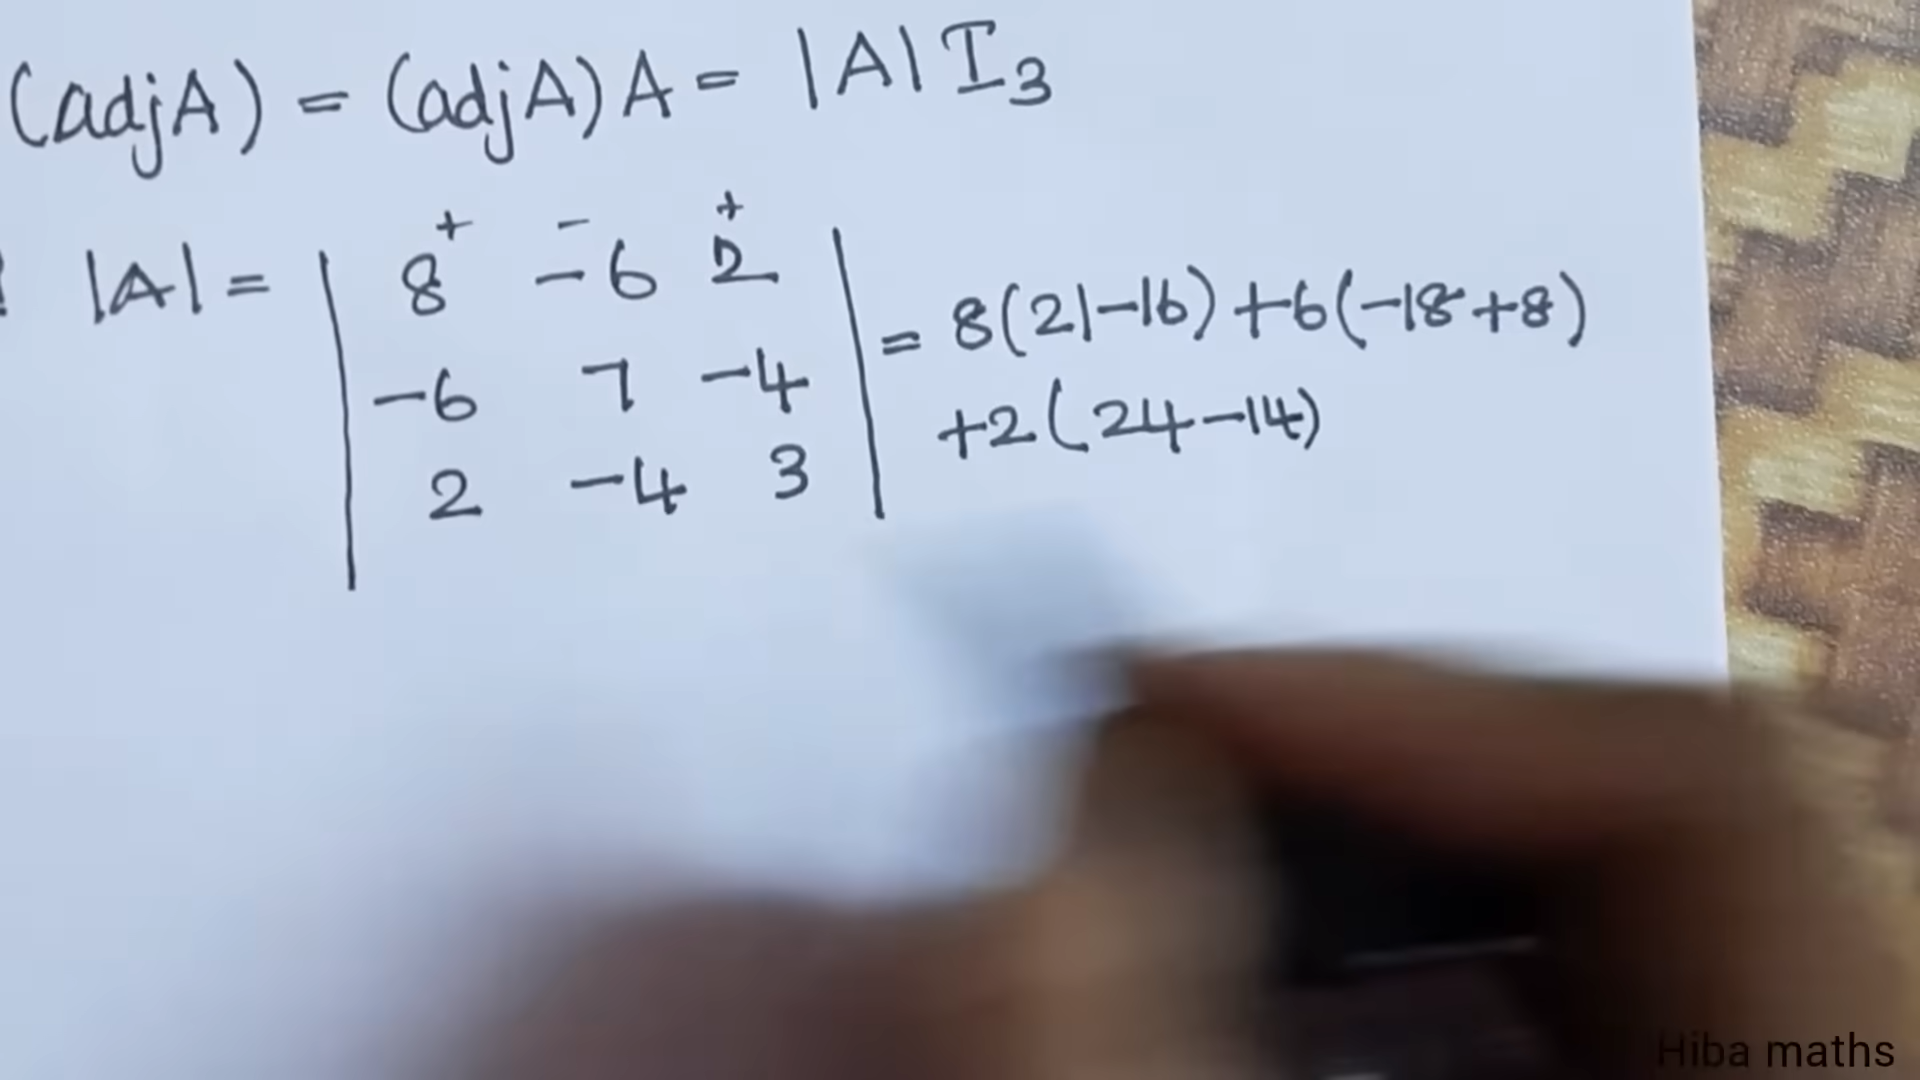 (adjA) = (adjA) A = |A| I₃
|A| = | 8⁺ -6⁻ 2⁺ | = 8(21-16) +6(-18+8)
-6 7 -4 +2(24-14)
2 -4 3
Hiba maths